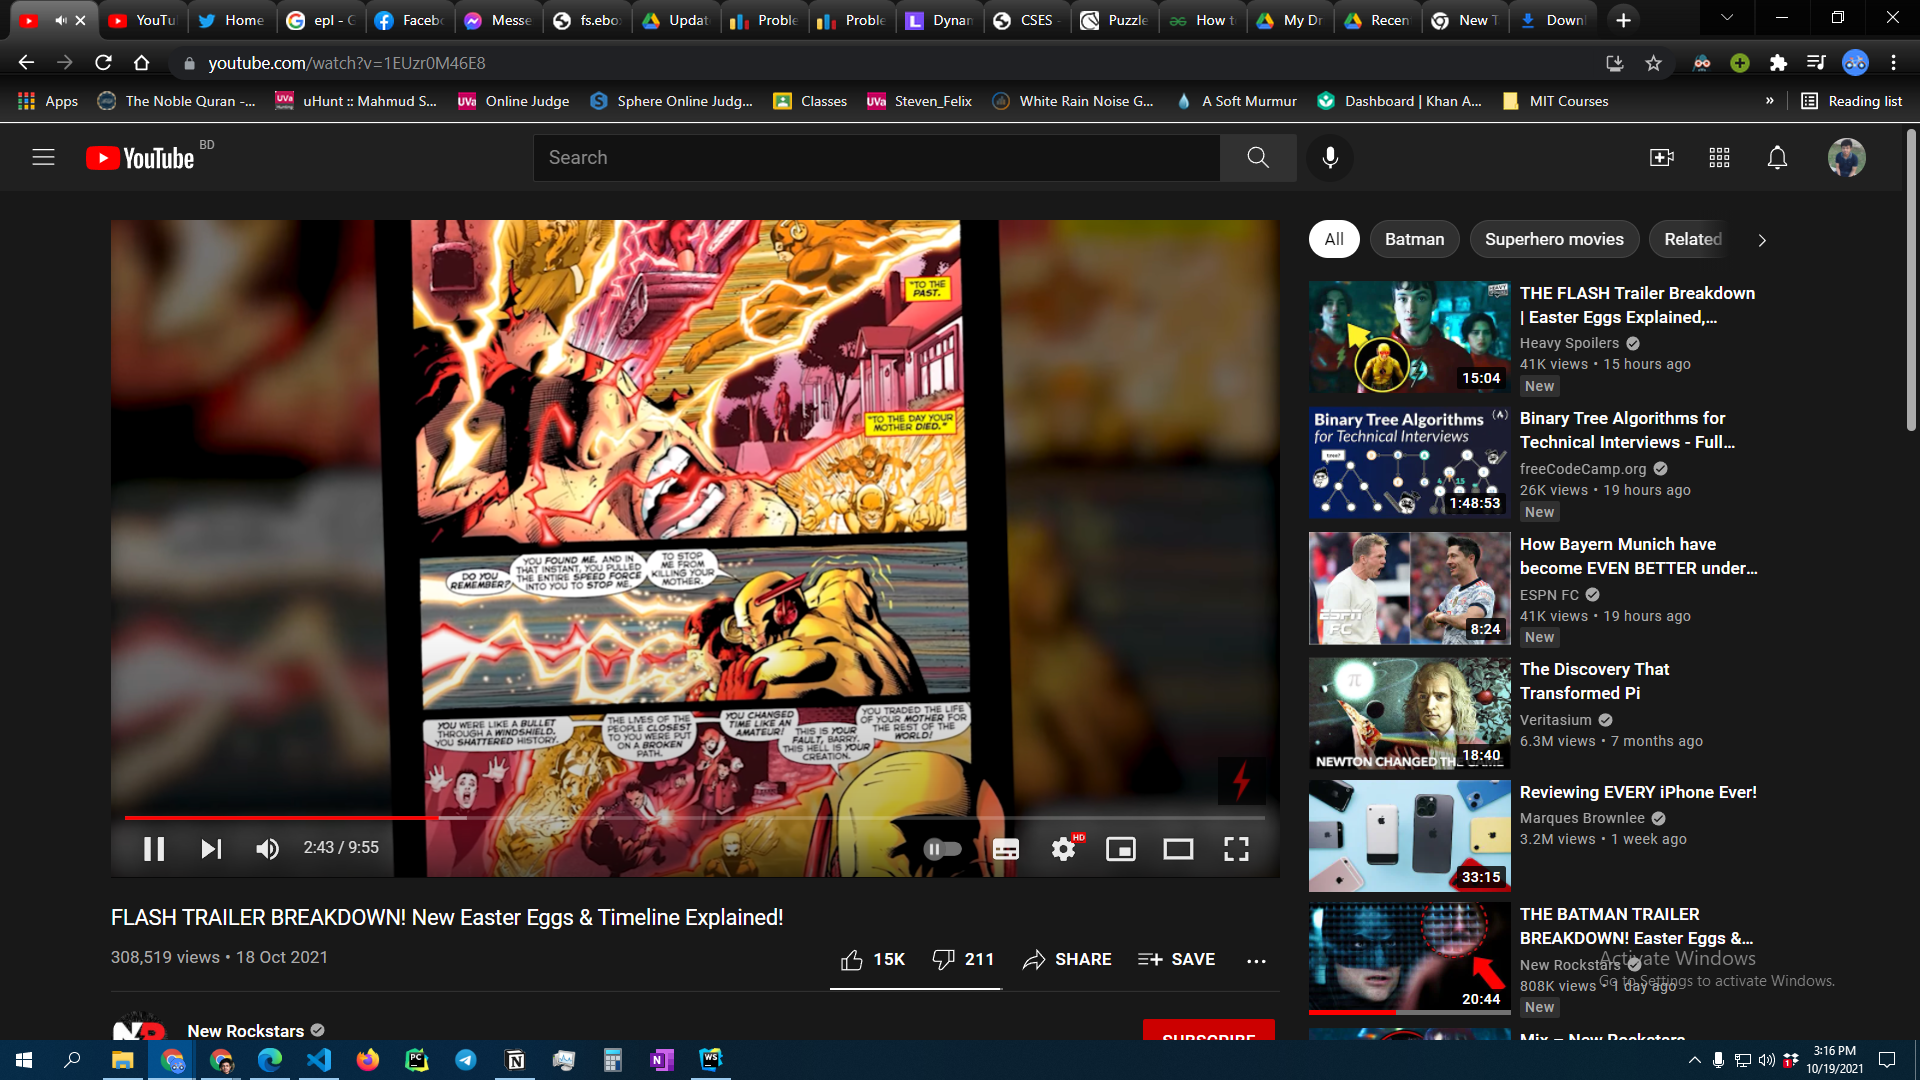 YouTu
Home
epl - G
Facebo
Messe
fs.ebo
Updat
Proble
Proble
Dynan
CSES -
Puzzle
How t
My Dr
Recen
New T
Downl
youtube.com/watch?v=1EUzr0M46E8
Apps
The Noble Quran -...
uHunt :: Mahmud S...
Online Judge
Sphere Online Judg...
Classes
Steven_Felix
White Rain Noise G...
A Soft Murmur
Dashboard | Khan A...
MIT Courses
»
Reading list
YouTube BD
Search
All
Batman
Superhero movies
Related
"TO THE
PAST.
"TO THE DAY YOUR
MOTHER DIED."
DO YOU
REMEMBER?
YOU FOUND ME. AND IN
THAT INSTANT, YOU PULLED
THE ENTIRE SPEED FORCE
INTO YOU TO STOP ME.
TO STOP
ME FROM
KILLING YOUR
MOTHER.
YOU WERE LIKE A BULLET
THROUGH A WINDSHIELD.
YOU SHATTERED HISTORY.
THE LIVES OF THE
PEOPLE CLOSEST
TO YOU WERE PUT
ON A BROKEN
PATH.
YOU CHANGED
TIME LIKE AN
AMATEUR!
THIS IS YOUR
FAULT, BARRY.
THIS HELL IS YOUR
CREATION.
YOU TRADED THE LIFE
OF YOUR MOTHER FOR
THE REST OF THE
WORLD!
2:43 / 9:55
HD
FLASH TRAILER BREAKDOWN! New Easter Eggs & Timeline Explained!
308,519 views • 18 Oct 2021
15K
211
SHARE
SAVE
New Rockstars
SUBSCRIBE
15:04
THE FLASH Trailer Breakdown
| Easter Eggs Explained,...
Heavy Spoilers
41K views • 15 hours ago
New
Binary Tree Algorithms
for Technical Interviews
1:48:53
Binary Tree Algorithms for
Technical Interviews - Full...
freeCodeCamp.org
26K views • 19 hours ago
New
ESPN
FC
8:24
How Bayern Munich have
become EVEN BETTER under...
ESPN FC
41K views • 19 hours ago
New
π
NEWTON CHANGED THE GAME
18:40
The Discovery That
Transformed Pi
Veritasium
6.3M views • 7 months ago
33:15
Reviewing EVERY iPhone Ever!
Marques Brownlee
3.2M views • 1 week ago
20:44
THE BATMAN TRAILER
BREAKDOWN! Easter Eggs &...
New Rockstars
808K views • 1 day ago
New
Activate Windows
Go to Settings to activate Windows.
Mix – New Rockstars
3:16 PM
10/19/2021